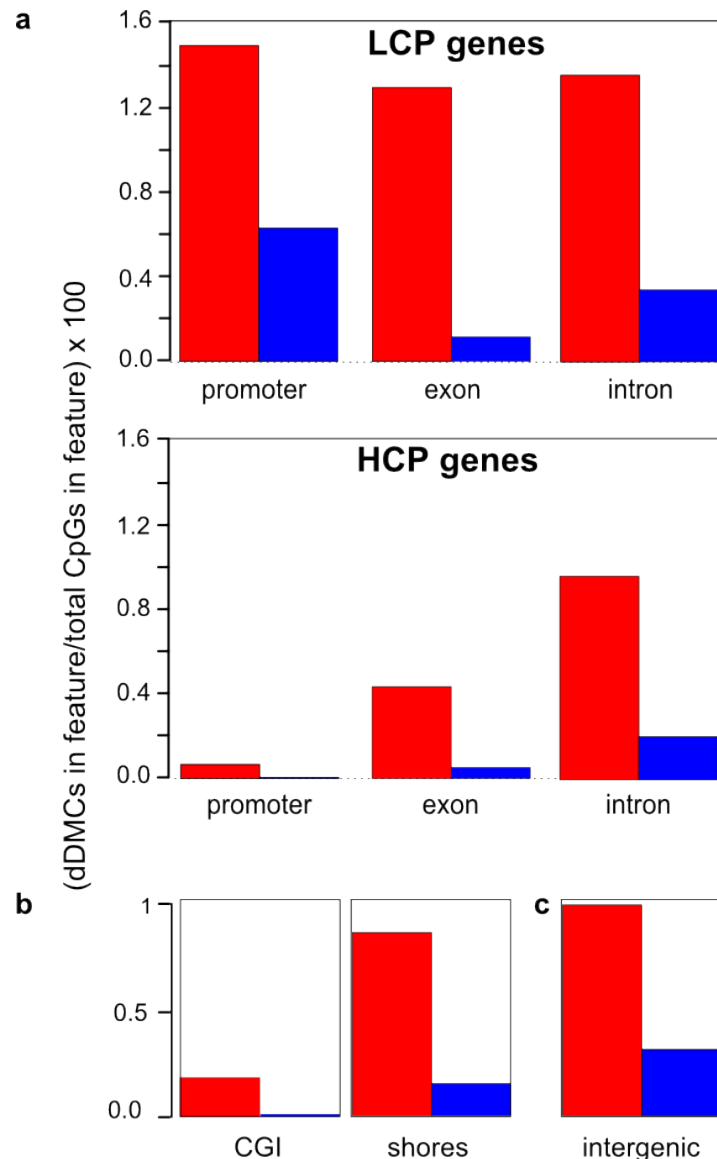 a
LCP genes
1.6
1.2
0.8
0.4
0.0
promoter exon intron
(dDMCs in feature/total CpGs in feature) x 100
HCP genes
1.6
1.2
0.8
0.4
0.0
promoter exon intron
b
1
0.5
0.0
CGI shores
c
intergenic